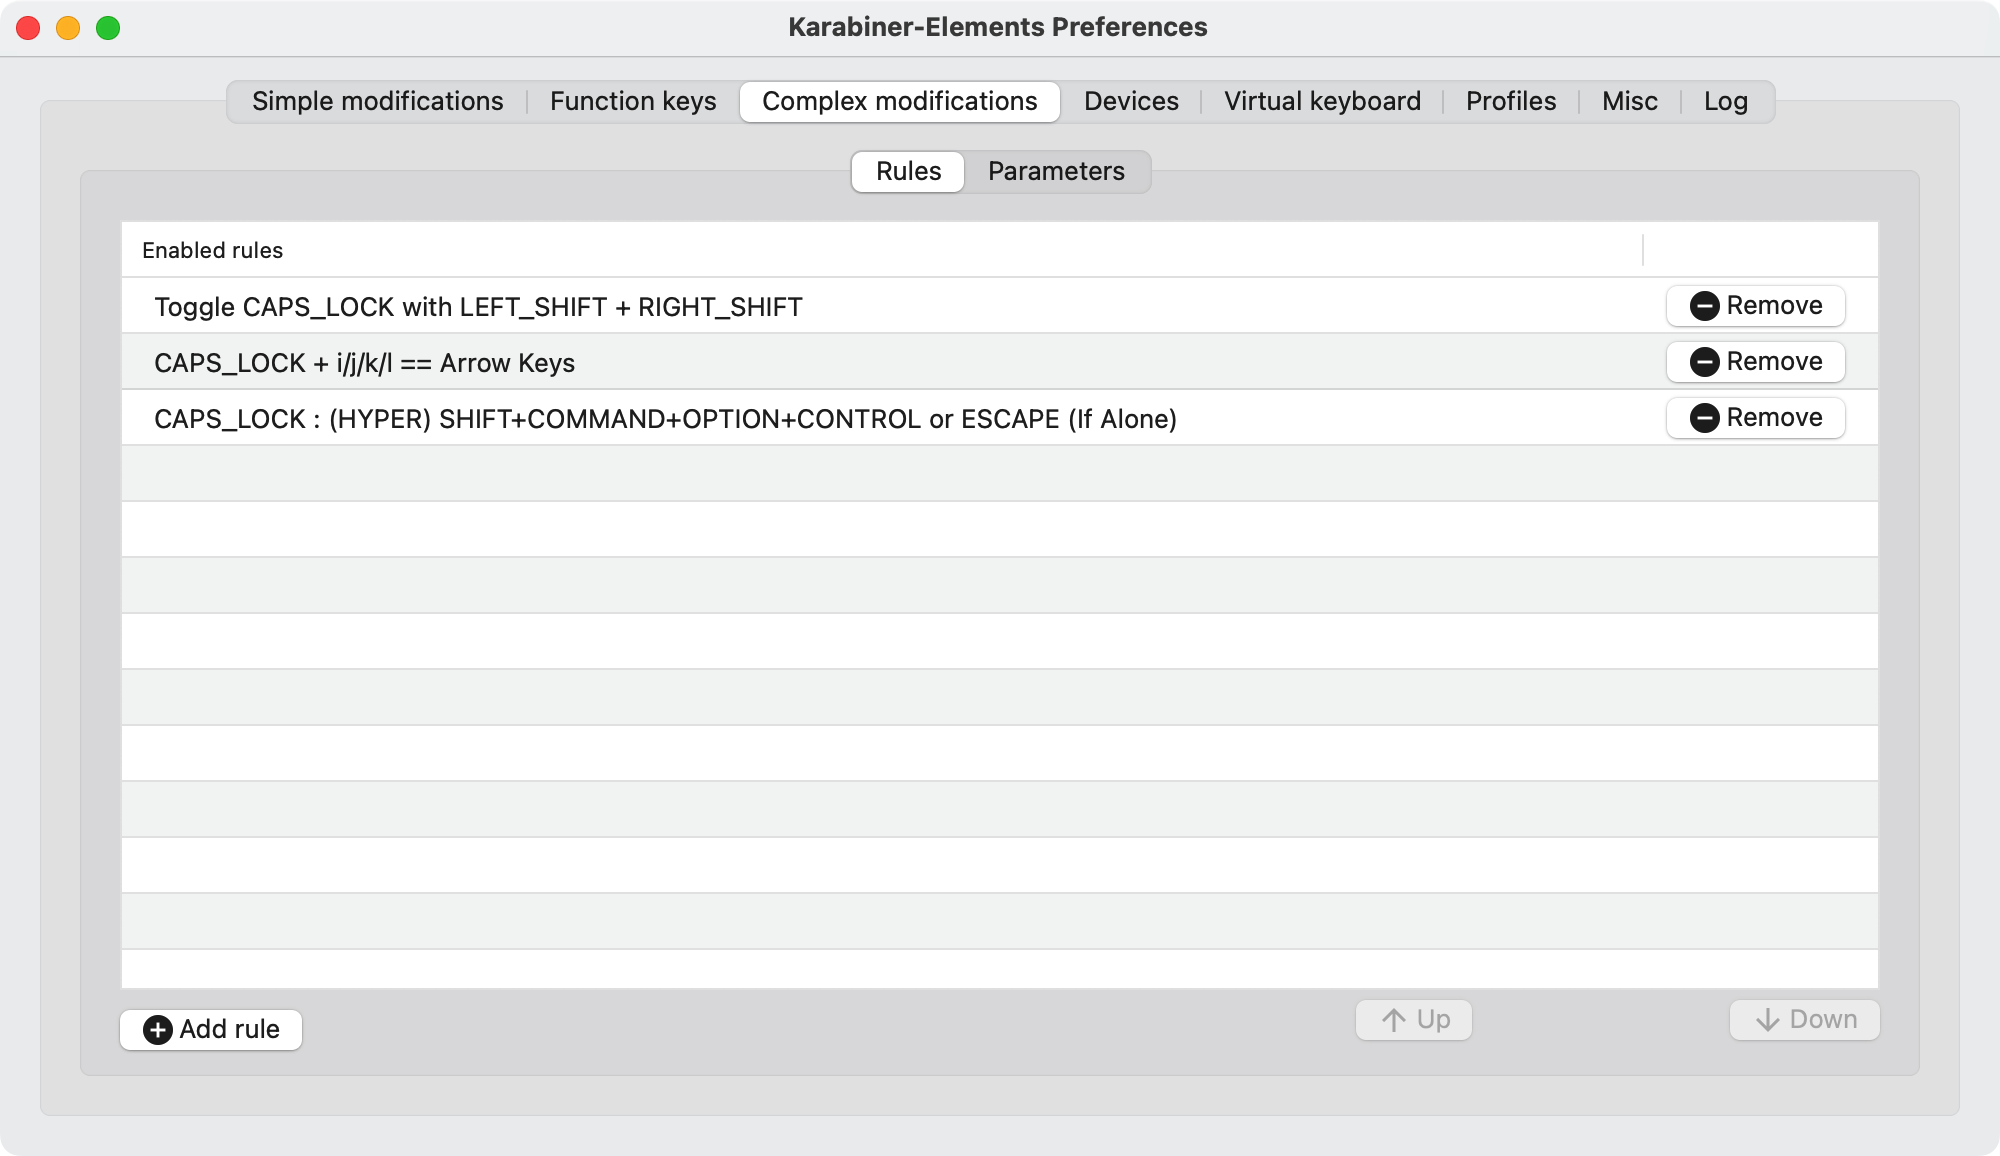 Karabiner-Elements Preferences
Simple modifications Function keys Complex modifications Devices Virtual keyboard Profiles Misc Log
Rules Parameters
Enabled rules
Toggle CAPS_LOCK with LEFT_SHIFT + RIGHT_SHIFT Remove
CAPS_LOCK + i/j/k/l == Arrow Keys Remove
CAPS_LOCK : (HYPER) SHIFT+COMMAND+OPTION+CONTROL or ESCAPE (If Alone) Remove
Add rule Up Down